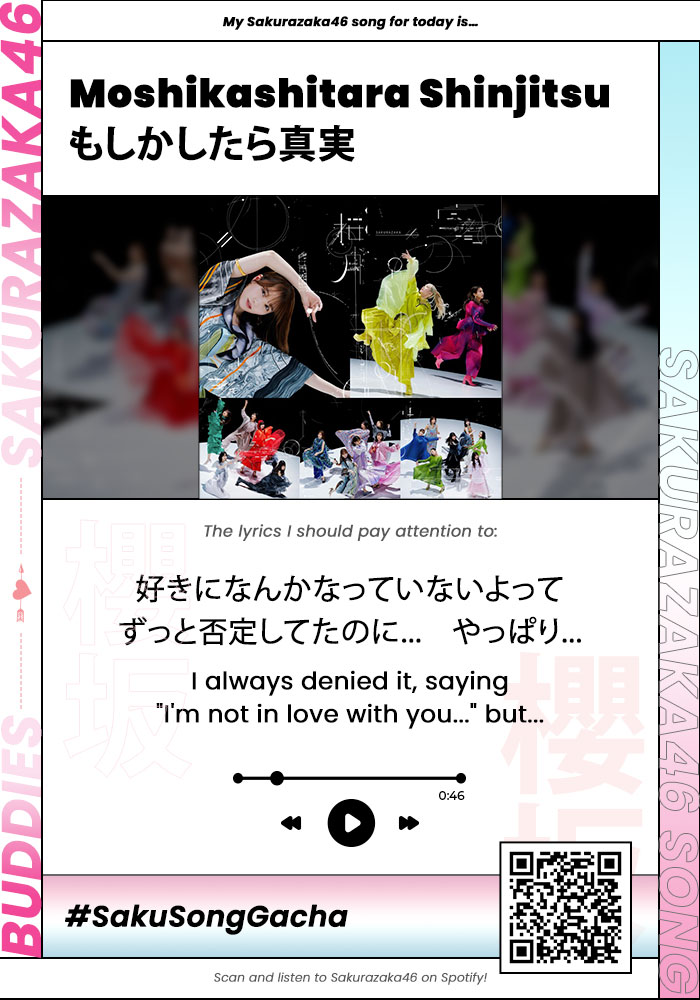 My Sakurazaka46 song for today is...
Moshikashitara Shinjitsu
もしかしたら真実
SAKURAZAKA46
BUDDIES
SAKURAZAKA46 SONG
The lyrics I should pay attention to:
好きになんかなっていないよって
ずっと否定してたのに... やっぱり...
I always denied it, saying
"I'm not in love with you..." but...
櫻坂
櫻坂
0:46
#SakuSongGacha
Scan and listen to Sakurazaka46 on Spotify!